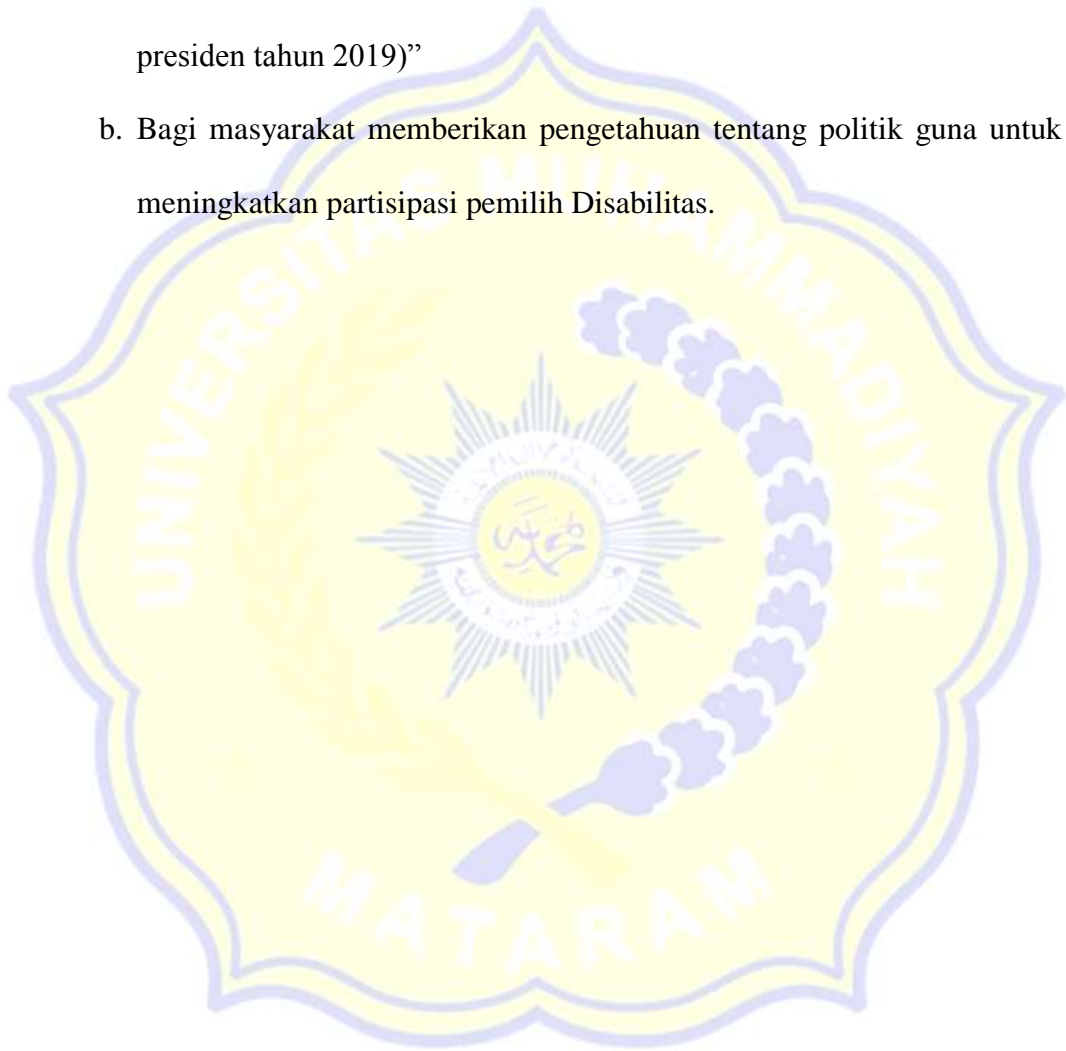 presiden tahun 2019)”
b. Bagi masyarakat memberikan pengetahuan tentang politik guna untuk
meningkatkan partisipasi pemilih Disabilitas.
UNIVERSITAS MUHAMMADIYAH
MATARAM